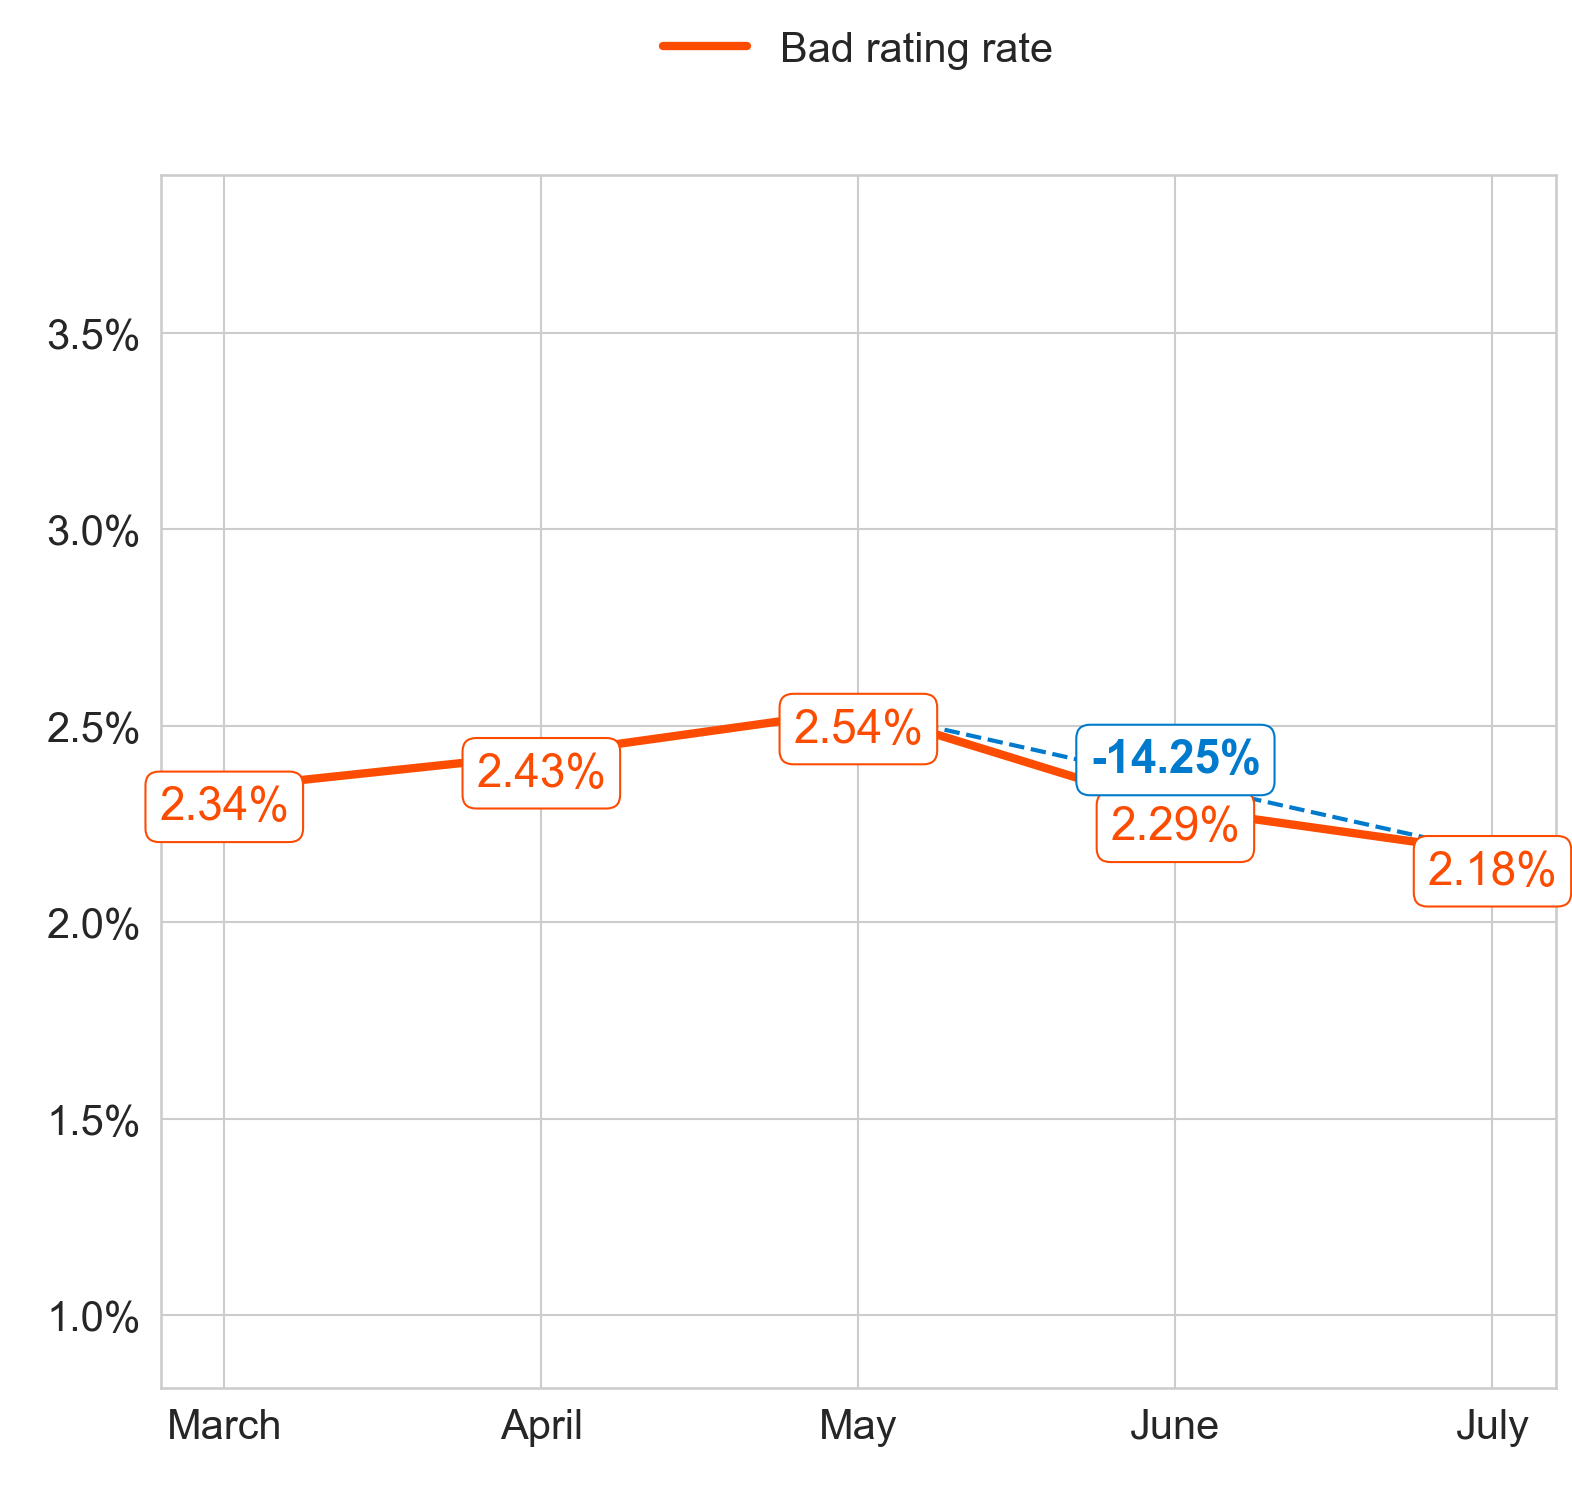 Bad rating rate
3.5%
3.0%
2.5%
2.0%
1.5%
1.0%
2.34%
2.43%
2.54%
-14.25%
2.29%
2.18%
March
April
May
June
July